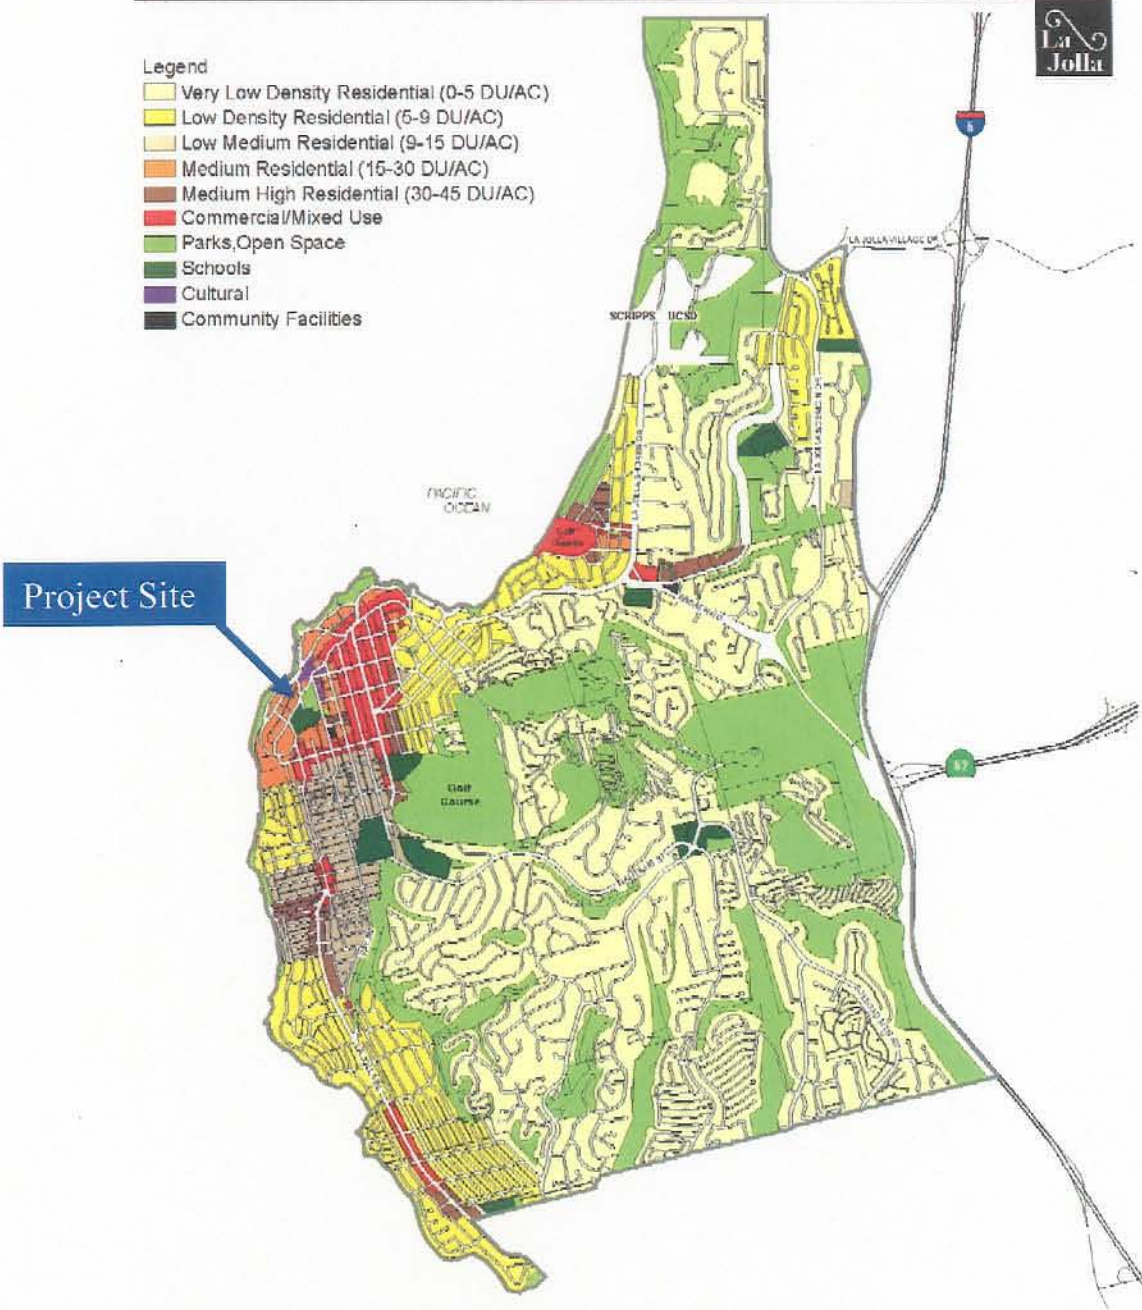 La
Jolla
Legend
Very Low Density Residential (0-5 DU/AC)
Low Density Residential (5-9 DU/AC)
Low Medium Residential (9-15 DU/AC)
Medium Residential (15-30 DU/AC)
Medium High Residential (30-45 DU/AC)
Commercial/Mixed Use
Parks,Open Space
Schools
Cultural
Community Facilities
5
LA JOLLA VILLAGE DR
SCRIPPS UCSD
PACIFIC
OCEAN
Project Site
52
Golf
Course